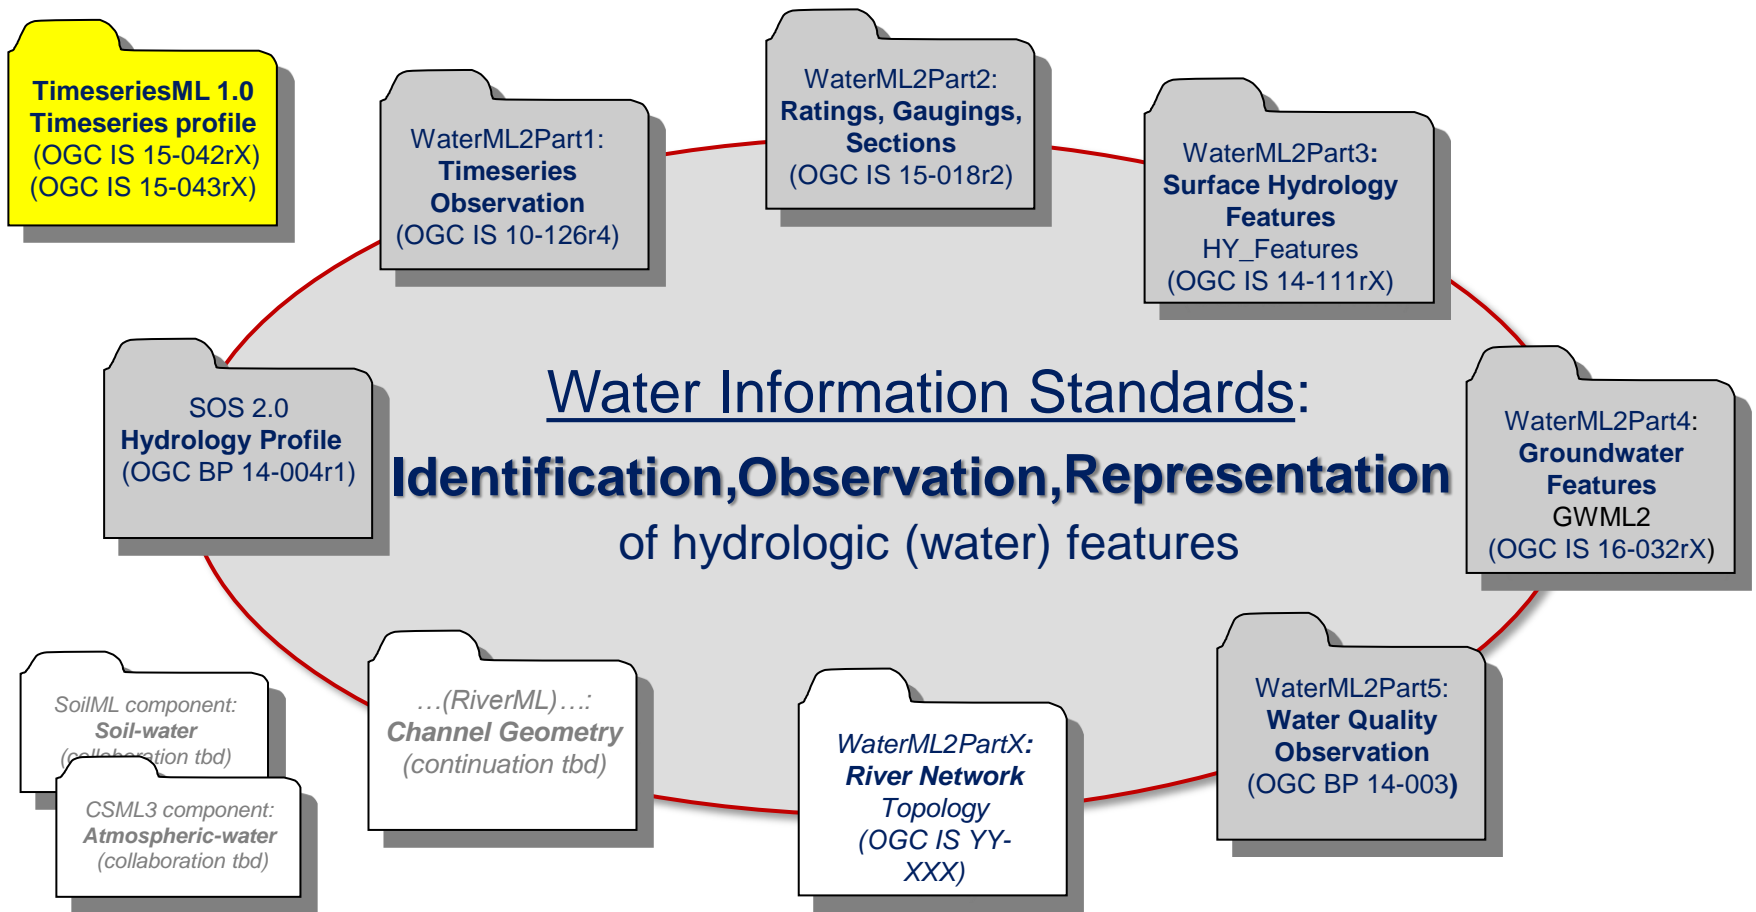 TimeseriesML 1.0
Timeseries profile
(OGC IS 15-042rX)
(OGC IS 15-043rX)
WaterML2Part1:
Timeseries
Observation
(OGC IS 10-126r4)
WaterML2Part2:
Ratings, Gaugings,
Sections
(OGC IS 15-018r2)
WaterML2Part3:
Surface Hydrology
Features
HY_Features
(OGC IS 14-111rX)
SOS 2.0
Hydrology Profile
(OGC BP 14-004r1)
Water Information Standards:
Identification,Observation,Representation
of hydrologic (water) features
WaterML2Part4:
Groundwater
Features
GWML2
(OGC IS 16-032rX)
SoilML component:
Soil-water
(collaboration tbd)
CSML3 component:
Atmospheric-water
(collaboration tbd)
…(RiverML)…:
Channel Geometry
(continuation tbd)
WaterML2PartX:
River Network
Topology
(OGC IS YY-
XXX)
WaterML2Part5:
Water Quality
Observation
(OGC BP 14-003)